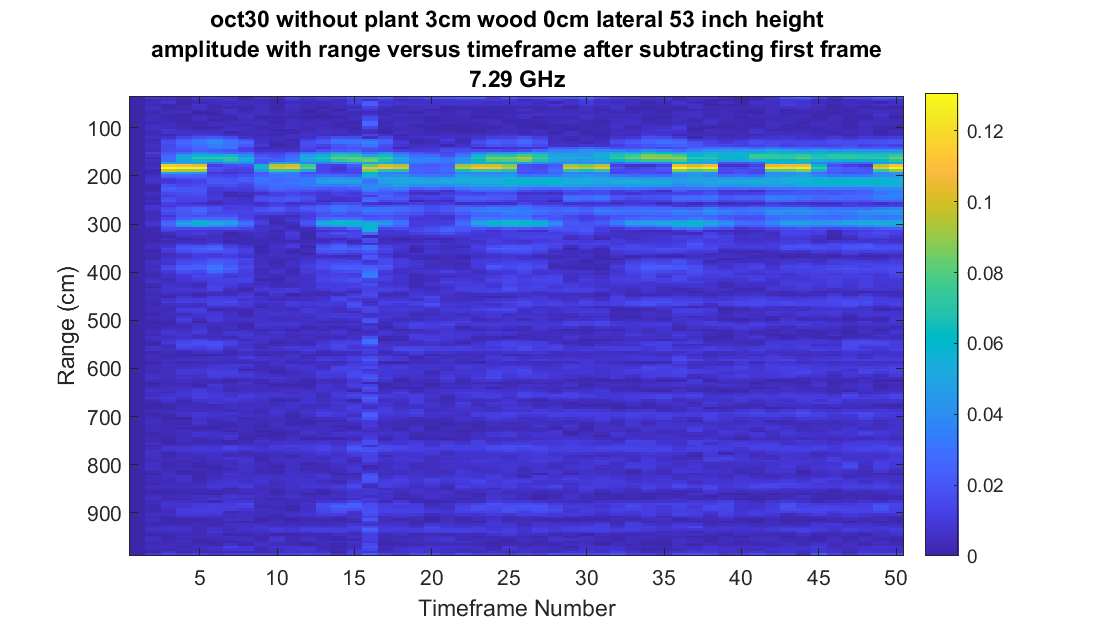 oct30 without plant 3cm wood 0cm lateral 53 inch height
amplitude with range versus timeframe after subtracting first frame
7.29 GHz
Range (cm)
100
200
300
400
500
600
700
800
900
5 10 15 20 25 30 35 40 45 50
Timeframe Number
0.12
0.1
0.08
0.06
0.04
0.02
0